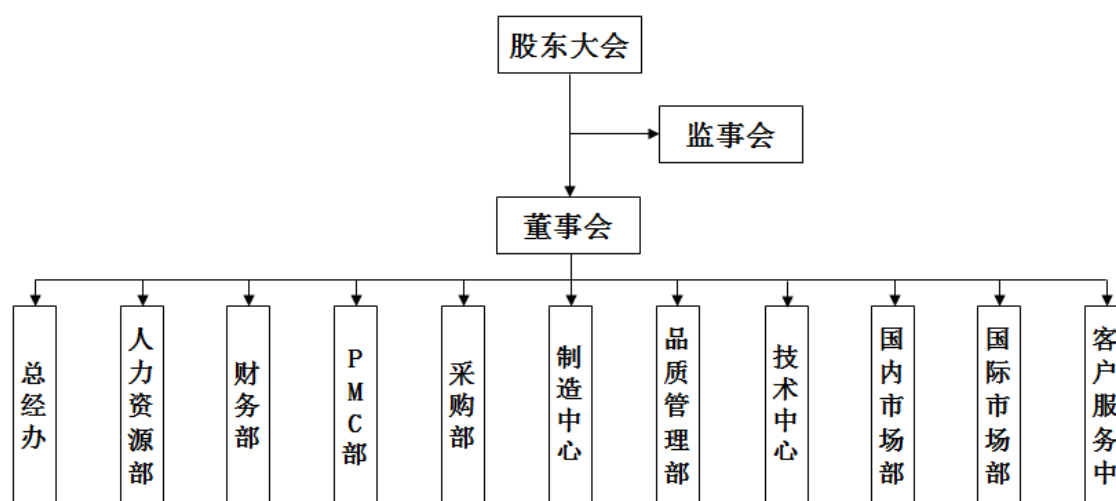 股东大会
监事会
董事会
总经办
人力资源部
财务部
PMC部
采购部
制造中心
品质管理部
技术中心
国内市场部
国际市场部
客户服务中